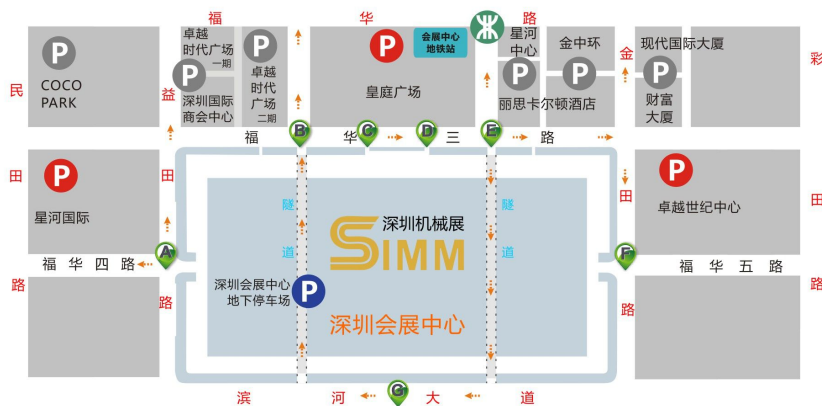 福 华 路
P
COCO
PARK
卓越
时代广场
一期
P
深圳国际
商会中心
P
卓越
时代
广场
二期
P
会展中心
地铁站
皇庭广场
星河
中心
P
丽思卡尔顿酒店
金中环
P
现代国际大厦
P
财富
大厦
民田路
益田路
金田路
彩田路
福 华 三 路
B
C
D
E
P
星河国际
P
卓越世纪中心
A
F
福华四路
福华五路
隧道
隧道
深圳机械展
SIMM
深圳会展中心
地下停车场
P
深圳会展中心
滨 河 大 道
G